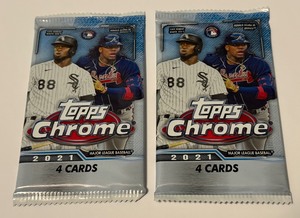 88
Topps
Chrome
2021
MAJOR LEAGUE BASEBALL
4 CARDS
88
Topps
Chrome
2021
MAJOR LEAGUE BASEBALL
4 CARDS